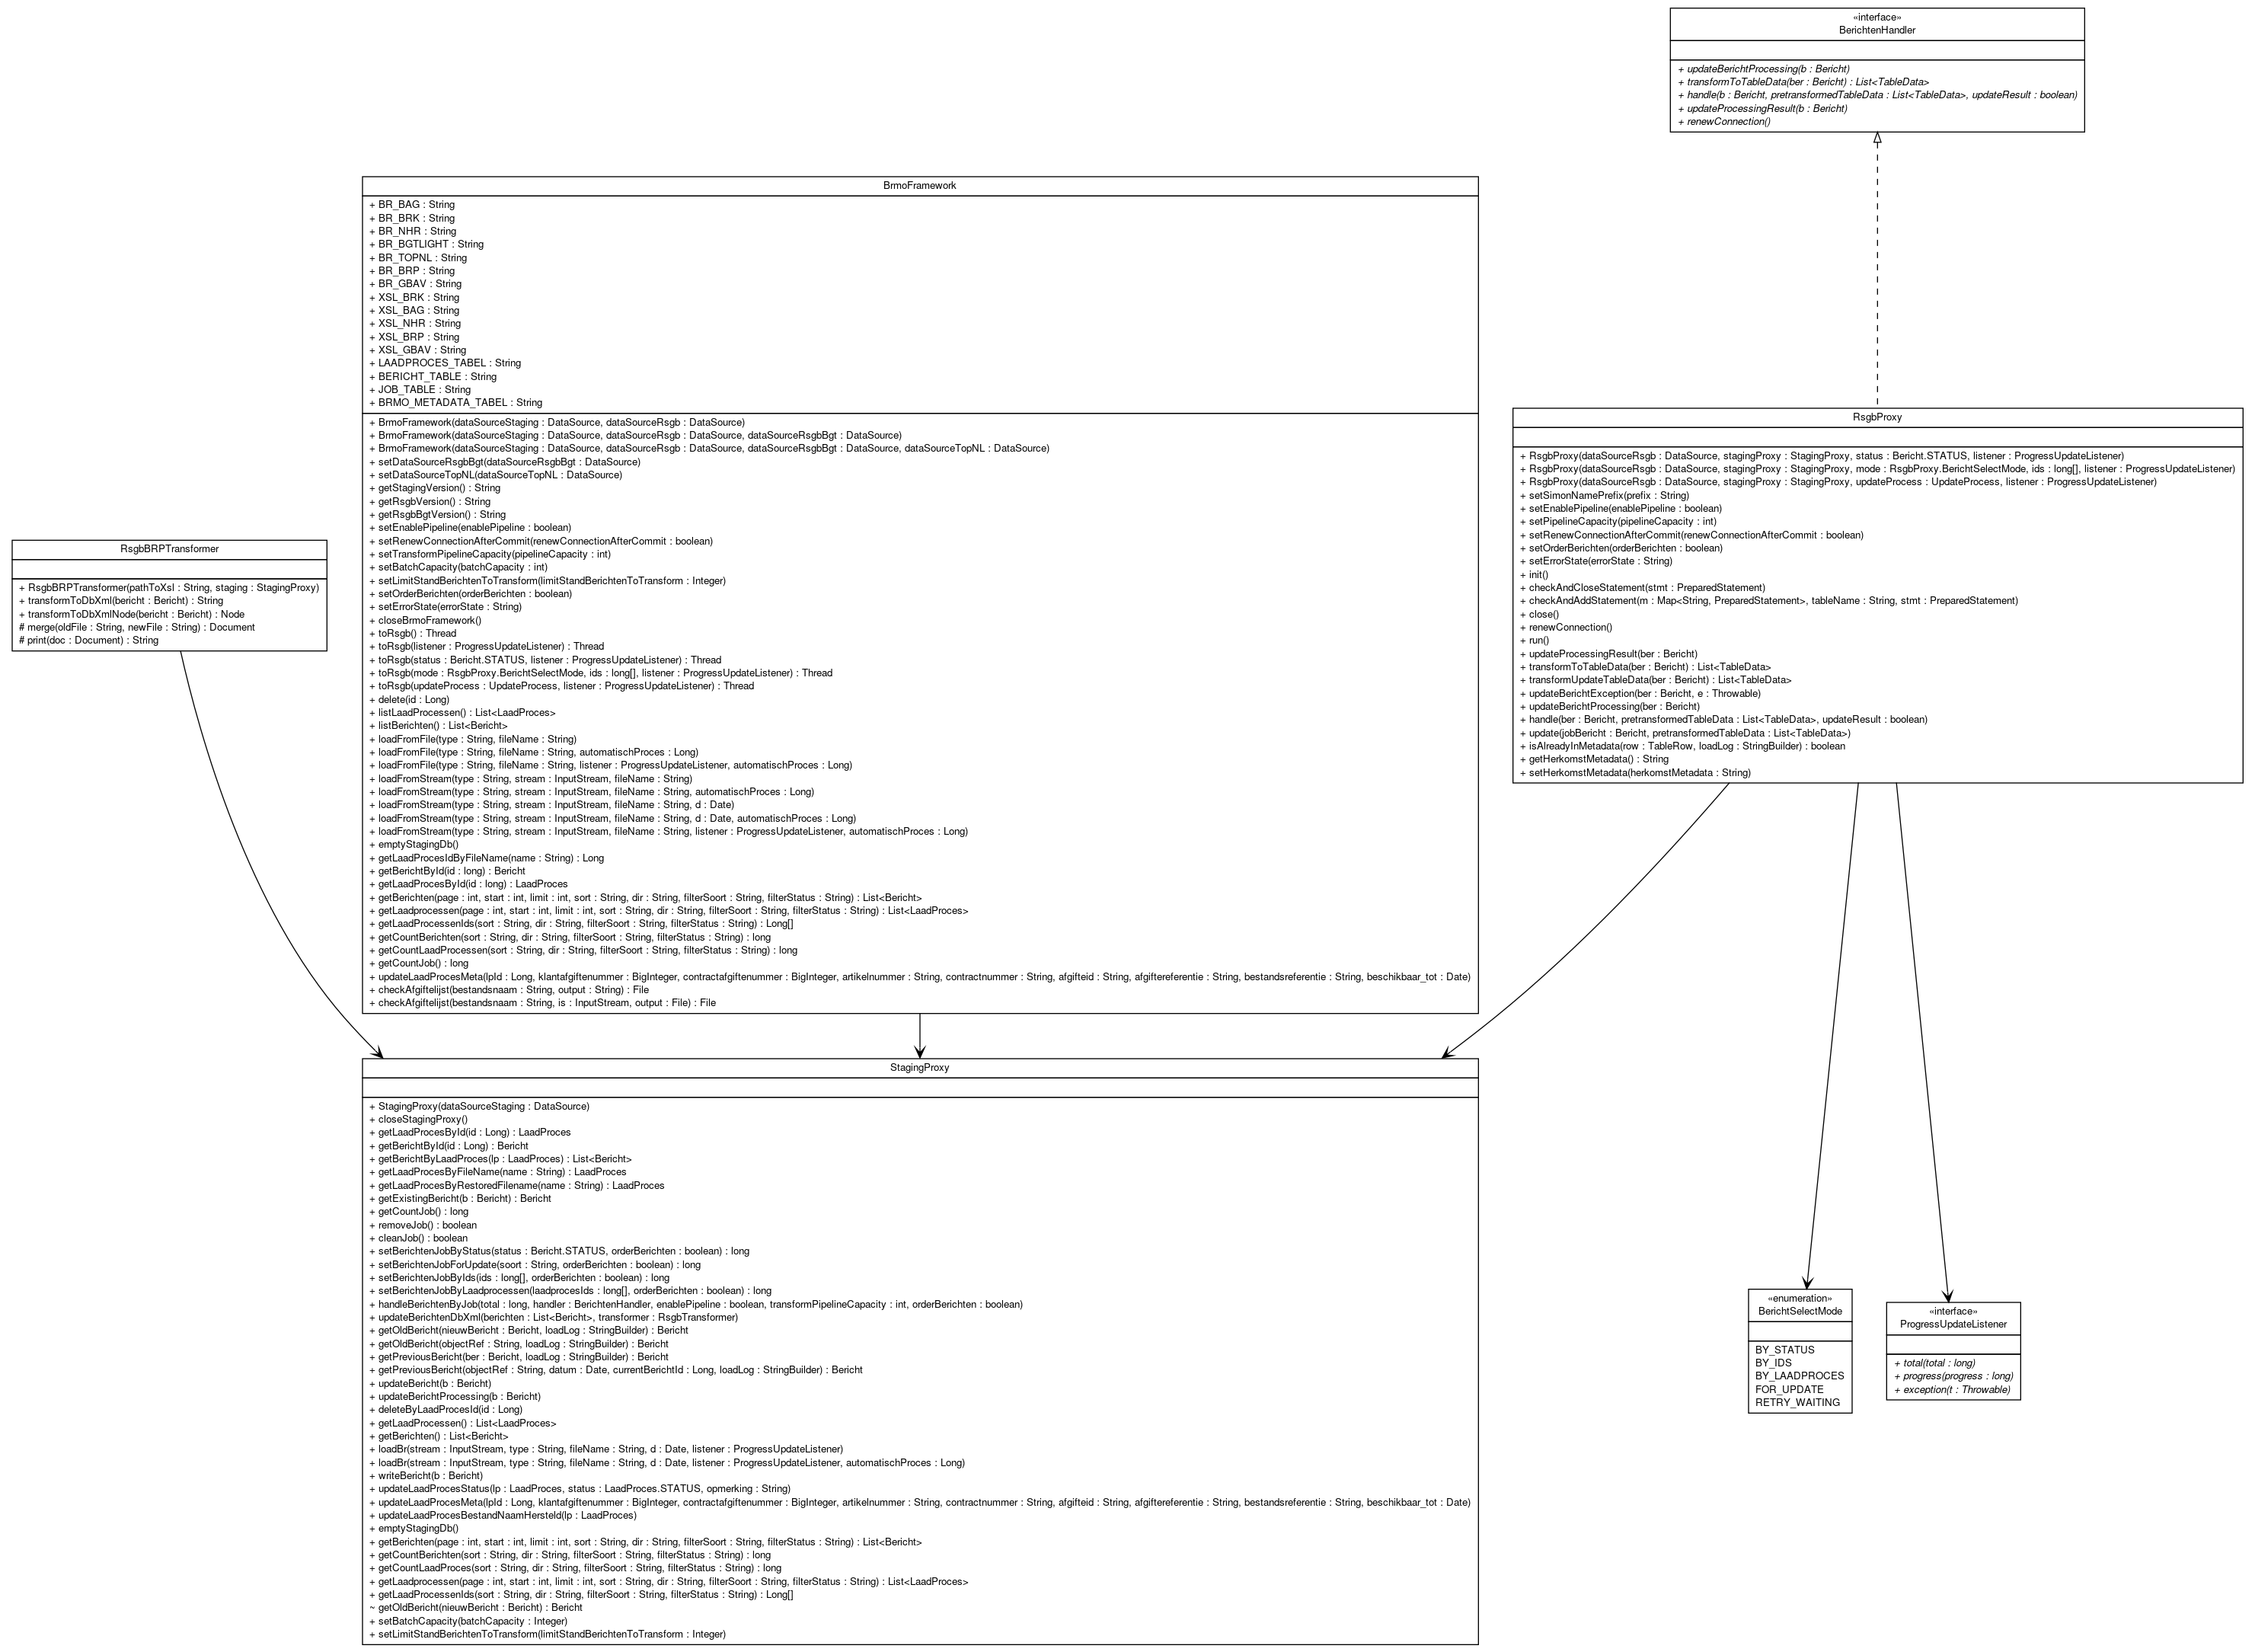 «interface»
BerichtenHandler
+ updateBerichtProcessing(b : Bericht)
+ transformToTableData(ber : Bericht) : List<TableData>
+ handle(b : Bericht, pretransformedTableData : List<TableData>, updateResult : boolean)
+ updateProcessingResult(b : Bericht)
+ renewConnection()
BrmoFramework
+ BR_BAG : String
+ BR_BRK : String
+ BR_NHR : String
+ BR_BGTLIGHT : String
+ BR_TOPNL : String
+ BR_BRP : String
+ BR_GBAV : String
+ XSL_BRK : String
+ XSL_BAG : String
+ XSL_NHR : String
+ XSL_BRP : String
+ XSL_GBAV : String
+ LAADPROCES_TABEL : String
+ BERICHT_TABLE : String
+ JOB_TABLE : String
+ BRMO_METADATA_TABEL : String
+ BrmoFramework(dataSourceStaging : DataSource, dataSourceRsgb : DataSource)
+ BrmoFramework(dataSourceStaging : DataSource, dataSourceRsgb : DataSource, dataSourceRsgbBgt : DataSource)
+ BrmoFramework(dataSourceStaging : DataSource, dataSourceRsgb : DataSource, dataSourceRsgbBgt : DataSource, dataSourceTopNL : DataSource)
+ setDataSourceRsgbBgt(dataSourceRsgbBgt : DataSource)
+ setDataSourceTopNL(dataSourceTopNL : DataSource)
+ getStagingVersion() : String
+ getRsgbVersion() : String
+ getRsgbBgtVersion() : String
+ setEnablePipeline(enablePipeline : boolean)
+ setRenewConnectionAfterCommit(renewConnectionAfterCommit : boolean)
+ setTransformPipelineCapacity(pipelineCapacity : int)
+ setBatchCapacity(batchCapacity : int)
+ setLimitStandBerichtenToTransform(limitStandBerichtenToTransform : Integer)
+ setOrderBerichten(orderBerichten : boolean)
+ setErrorState(errorState : String)
+ closeBrmoFramework()
+ toRsgb() : Thread
+ toRsgb(listener : ProgressUpdateListener) : Thread
+ toRsgb(status : Bericht.STATUS, listener : ProgressUpdateListener) : Thread
+ toRsgb(mode : RsgbProxy.BerichtSelectMode, ids : long[], listener : ProgressUpdateListener) : Thread
+ toRsgb(updateProcess : UpdateProcess, listener : ProgressUpdateListener) : Thread
+ delete(id : Long)
+ listLaadProcessen() : List<LaadProces>
+ listBerichten() : List<Bericht>
+ loadFromFile(type : String, fileName : String)
+ loadFromFile(type : String, fileName : String, automatischProces : Long)
+ loadFromFile(type : String, fileName : String, listener : ProgressUpdateListener, automatischProces : Long)
+ loadFromStream(type : String, stream : InputStream, fileName : String)
+ loadFromStream(type : String, stream : InputStream, fileName : String, automatischProces : Long)
+ loadFromStream(type : String, stream : InputStream, fileName : String, d : Date)
+ loadFromStream(type : String, stream : InputStream, fileName : String, d : Date, automatischProces : Long)
+ loadFromStream(type : String, stream : InputStream, fileName : String, listener : ProgressUpdateListener, automatischProces : Long)
+ emptyStagingDb()
+ getLaadProcesIdByFileName(name : String) : Long
+ getBerichtById(id : long) : Bericht
+ getLaadProcesById(id : long) : LaadProces
+ getBerichten(page : int, start : int, limit : int, sort : String, dir : String, filterSoort : String, filterStatus : String) : List<Bericht>
+ getLaadprocessen(page : int, start : int, limit : int, sort : String, dir : String, filterSoort : String, filterStatus : String) : List<LaadProces>
+ getLaadProcessenIds(sort : String, dir : String, filterSoort : String, filterStatus : String) : Long[]
+ getCountBerichten(sort : String, dir : String, filterSoort : String, filterStatus : String) : long
+ getCountLaadProcessen(sort : String, dir : String, filterSoort : String, filterStatus : String) : long
+ getCountJob() : long
+ updateLaadProcesMeta(lpId : Long, klantafgiftenummer : BigInteger, contractafgiftenummer : BigInteger, artikelnummer : String, contractnummer : String, afgifteid : String, afgiftereferentie : String, bestandsreferentie : String, beschikbaar_tot : Date)
+ checkAfgiftelijst(bestandsnaam : String, output : String) : File
+ checkAfgiftelijst(bestandsnaam : String, is : InputStream, output : File) : File
RsgbProxy
+ RsgbProxy(dataSourceRsgb : DataSource, stagingProxy : StagingProxy, status : Bericht.STATUS, listener : ProgressUpdateListener)
+ RsgbProxy(dataSourceRsgb : DataSource, stagingProxy : StagingProxy, mode : RsgbProxy.BerichtSelectMode, ids : long[], listener : ProgressUpdateListener)
+ RsgbProxy(dataSourceRsgb : DataSource, stagingProxy : StagingProxy, updateProcess : UpdateProcess, listener : ProgressUpdateListener)
+ setSimonNamePrefix(prefix : String)
+ setEnablePipeline(enablePipeline : boolean)
+ setPipelineCapacity(pipelineCapacity : int)
+ setRenewConnectionAfterCommit(renewConnectionAfterCommit : boolean)
+ setOrderBerichten(orderBerichten : boolean)
+ setErrorState(errorState : String)
+ init()
+ checkAndCloseStatement(stmt : PreparedStatement)
+ checkAndAddStatement(m : Map<String, PreparedStatement>, tableName : String, stmt : PreparedStatement)
+ close()
+ renewConnection()
+ run()
+ updateProcessingResult(ber : Bericht)
+ transformToTableData(ber : Bericht) : List<TableData>
+ transformUpdateTableData(ber : Bericht) : List<TableData>
+ updateBerichtException(ber : Bericht, e : Throwable)
+ updateBerichtProcessing(ber : Bericht)
+ handle(ber : Bericht, pretransformedTableData : List<TableData>, updateResult : boolean)
+ update(jobBericht : Bericht, pretransformedTableData : List<TableData>)
+ isAlreadyInMetadata(row : TableRow, loadLog : StringBuilder) : boolean
+ getHerkomstMetadata() : String
+ setHerkomstMetadata(herkomstMetadata : String)
RsgbBRPTransformer
+ RsgbBRPTransformer(pathToXsl : String, staging : StagingProxy)
+ transformToDbXml(bericht : Bericht) : String
+ transformToDbXmlNode(bericht : Bericht) : Node
# merge(oldFile : String, newFile : String) : Document
# print(doc : Document) : String
StagingProxy
+ StagingProxy(dataSourceStaging : DataSource)
+ closeStagingProxy()
+ getLaadProcesById(id : Long) : LaadProces
+ getBerichtById(id : Long) : Bericht
+ getBerichtByLaadProces(lp : LaadProces) : List<Bericht>
+ getLaadProcesByFileName(name : String) : LaadProces
+ getLaadProcesByRestoredFilename(name : String) : LaadProces
+ getExistingBericht(b : Bericht) : Bericht
+ getCountJob() : long
+ removeJob() : boolean
+ cleanJob() : boolean
+ setBerichtenJobByStatus(status : Bericht.STATUS, orderBerichten : boolean) : long
+ setBerichtenJobForUpdate(soort : String, orderBerichten : boolean) : long
+ setBerichtenJobByIds(ids : long[], orderBerichten : boolean) : long
+ setBerichtenJobByLaadprocessen(laadprocesIds : long[], orderBerichten : boolean) : long
+ handleBerichtenByJob(total : long, handler : BerichtenHandler, enablePipeline : boolean, transformPipelineCapacity : int, orderBerichten : boolean)
+ updateBerichtenDbXml(berichten : List<Bericht>, transformer : RsgbTransformer)
+ getOldBericht(nieuwBericht : Bericht, loadLog : StringBuilder) : Bericht
+ getOldBericht(objectRef : String, loadLog : StringBuilder) : Bericht
+ getPreviousBericht(ber : Bericht, loadLog : StringBuilder) : Bericht
+ getPreviousBericht(objectRef : String, datum : Date, currentBerichtId : Long, loadLog : StringBuilder) : Bericht
+ updateBericht(b : Bericht)
+ updateBerichtProcessing(b : Bericht)
+ deleteByLaadProcesId(id : Long)
+ getLaadProcessen() : List<LaadProces>
+ getBerichten() : List<Bericht>
+ loadBr(stream : InputStream, type : String, fileName : String, d : Date, listener : ProgressUpdateListener)
+ loadBr(stream : InputStream, type : String, fileName : String, d : Date, listener : ProgressUpdateListener, automatischProces : Long)
+ writeBericht(b : Bericht)
+ updateLaadProcesStatus(lp : LaadProces, status : LaadProces.STATUS, opmerking : String)
+ updateLaadProcesMeta(lpId : Long, klantafgiftenummer : BigInteger, contractafgiftenummer : BigInteger, artikelnummer : String, contractnummer : String, afgifteid : String, afgiftereferentie : String, bestandsreferentie : String, beschikbaar_tot : Date)
+ updateLaadProcesBestandNaamHersteld(lp : LaadProces)
+ emptyStagingDb()
+ getBerichten(page : int, start : int, limit : int, sort : String, dir : String, filterSoort : String, filterStatus : String) : List<Bericht>
+ getCountBerichten(sort : String, dir : String, filterSoort : String, filterStatus : String) : long
+ getCountLaadProces(sort : String, dir : String, filterSoort : String, filterStatus : String) : long
+ getLaadprocessen(page : int, start : int, limit : int, sort : String, dir : String, filterSoort : String, filterStatus : String) : List<LaadProces>
+ getLaadProcessenIds(sort : String, dir : String, filterSoort : String, filterStatus : String) : Long[]
~ getOldBericht(nieuwBericht : Bericht) : Bericht
+ setBatchCapacity(batchCapacity : Integer)
+ setLimitStandBerichtenToTransform(limitStandBerichtenToTransform : Integer)
«enumeration»
BerichtSelectMode
BY_STATUS
BY_IDS
BY_LAADPROCES
FOR_UPDATE
RETRY_WAITING
«interface»
ProgressUpdateListener
+ total(total : long)
+ progress(progress : long)
+ exception(t : Throwable)